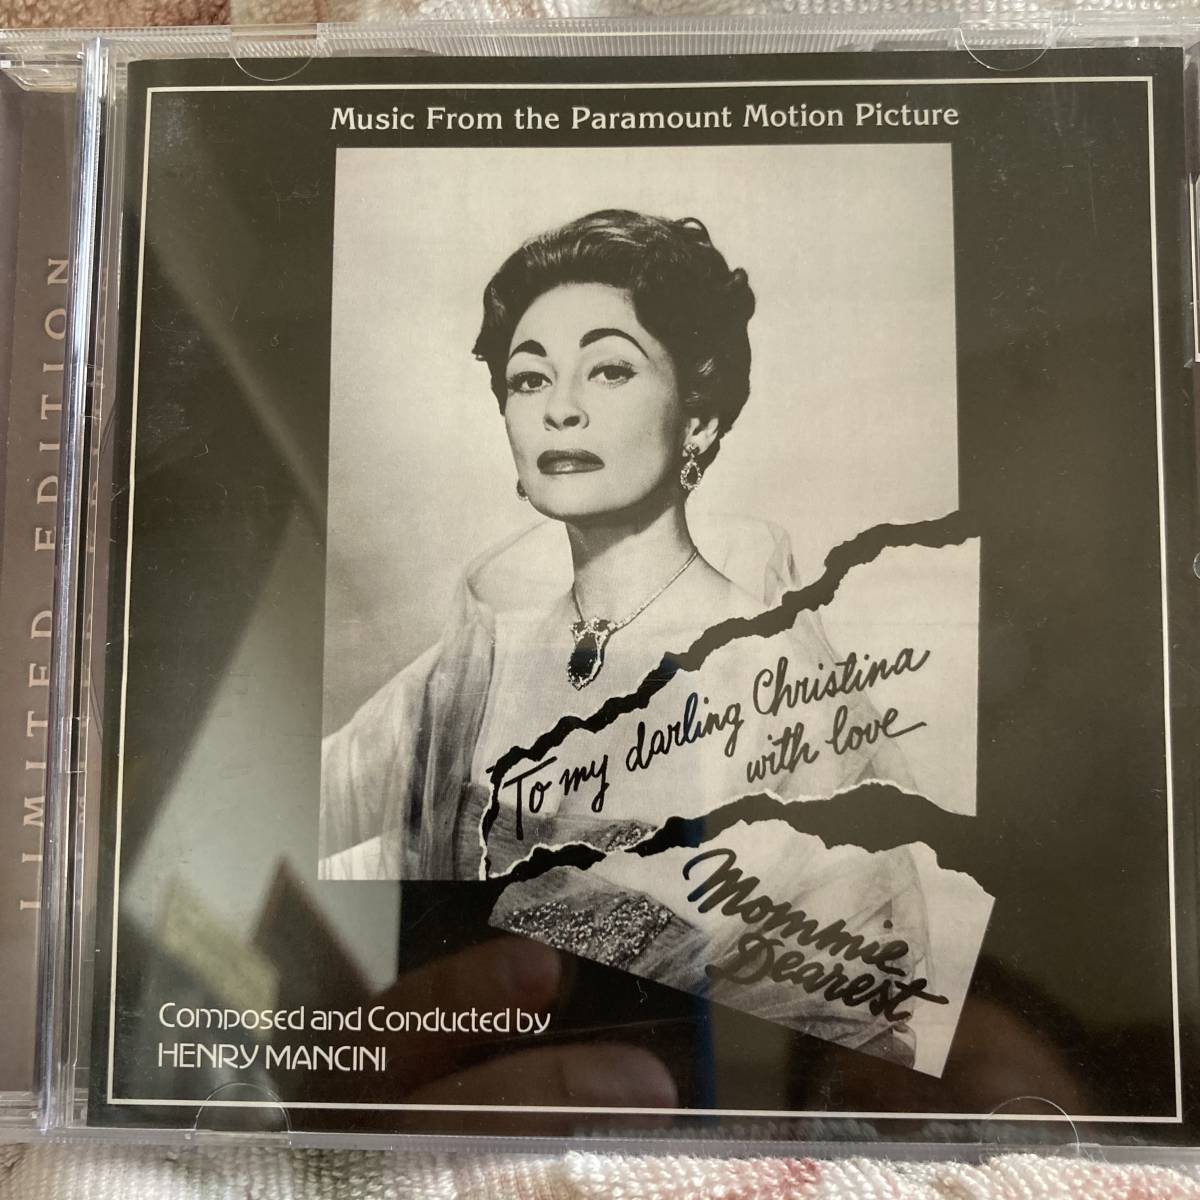 LIMITED EDITION
Music From the Paramount Motion Picture
To my darling Christina
with love
Mommie
Dearest
Composed and Conducted by
HENRY MANCINI